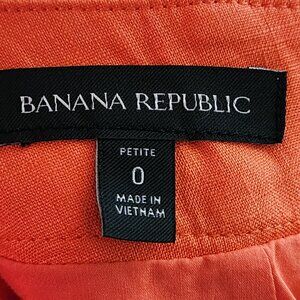 BANANA REPUBLIC
PETITE
0
MADE IN
VIETNAM